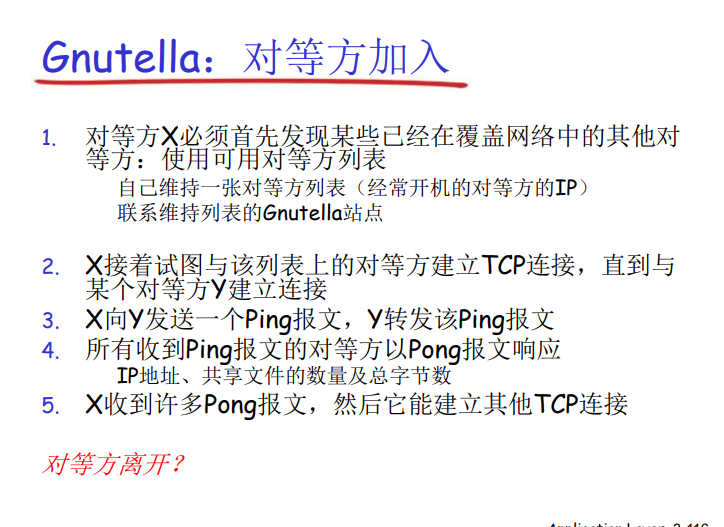 Gnutella：对等方加入
1. 对等方X必须首先发现某些已经在覆盖网络中的其他对
等方：使用可用对等方列表
自己维持一张对等方列表（经常开机的对等方的IP）
联系维持列表的Gnutella站点
2. X接着试图与该列表上的对等方建立TCP连接，直到与
某个对等方Y建立连接
3. X向Y发送一个Ping报文，Y转发该Ping报文
4. 所有收到Ping报文的对等方以Pong报文响应
IP地址、共享文件的数量及总字节数
5. X收到许多Pong报文，然后它能建立其他TCP连接
对等方离开？